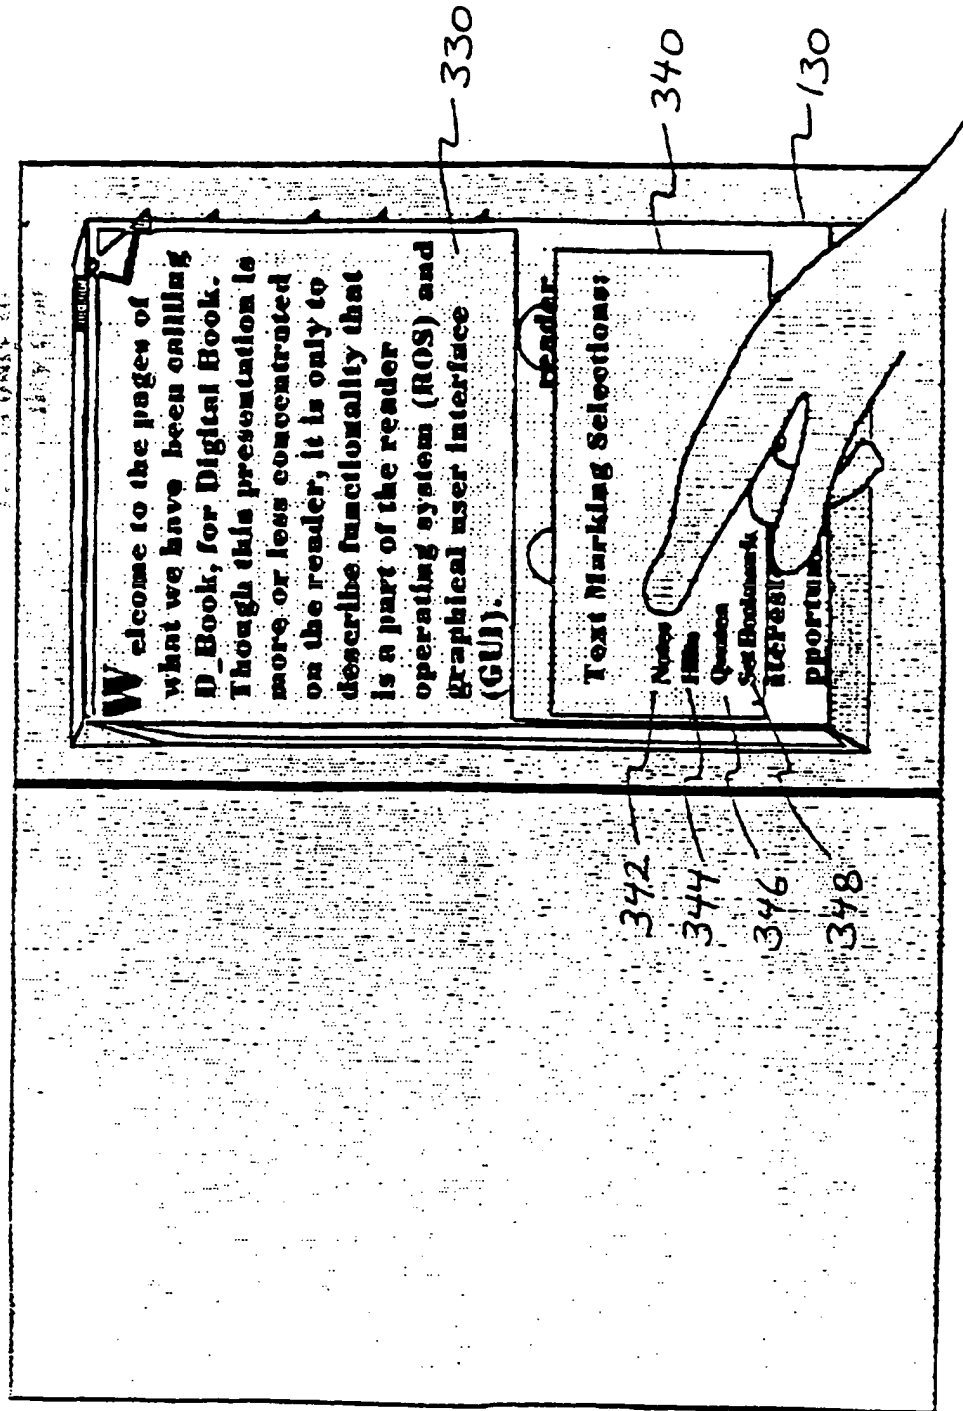 Welcome to the pages of
what we have been calling
D_Book, for Digital Book.
Though this presentation is
more or less concentrated
on the reader, it is only to
describe functionality that
is a part of the reader
operating system (ROS) and
graphical user interface
(GUI).
reader
Text Marking Selections:
Notes
Quotes
Set Bookmark
pportun
330
340
130
342
344
346
348